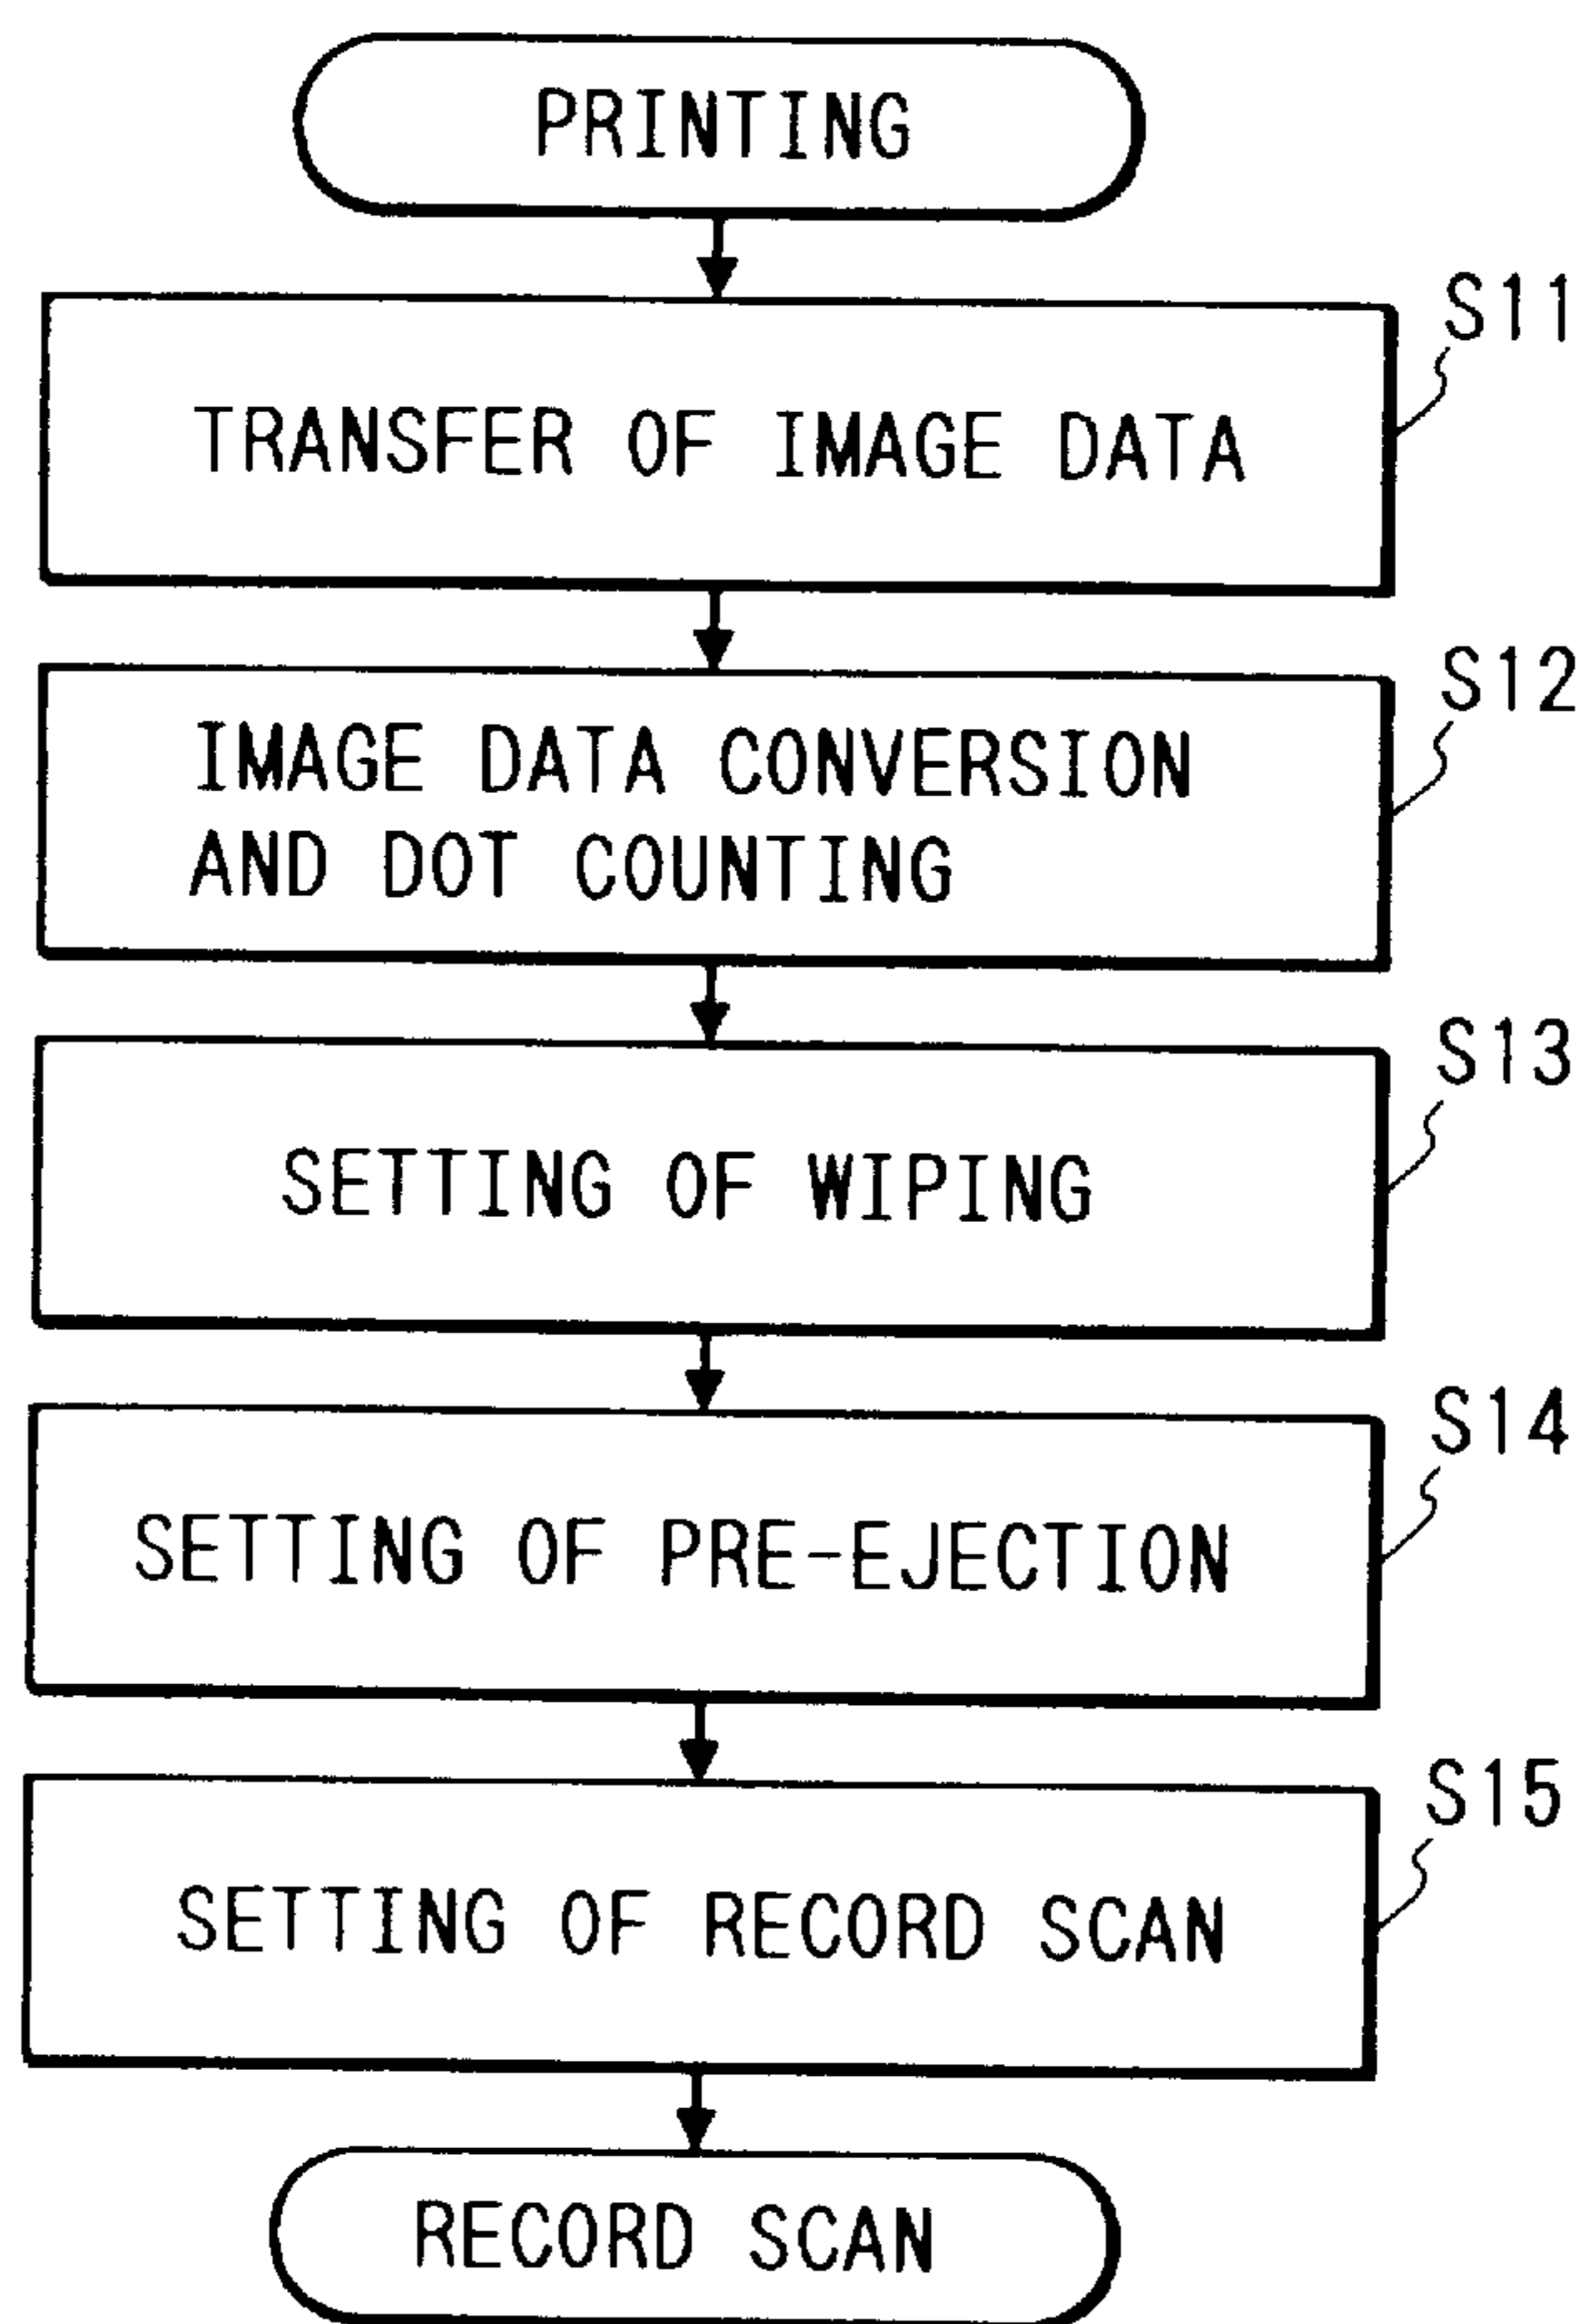 PRINTING
S11
TRANSFER OF IMAGE DATA
S12
IMAGE DATA CONVERSION
AND DOT COUNTING
S13
SETTING OF WIPING
S14
SETTING OF PRE-EJECTION
S15
SETTING OF RECORD SCAN
RECORD SCAN